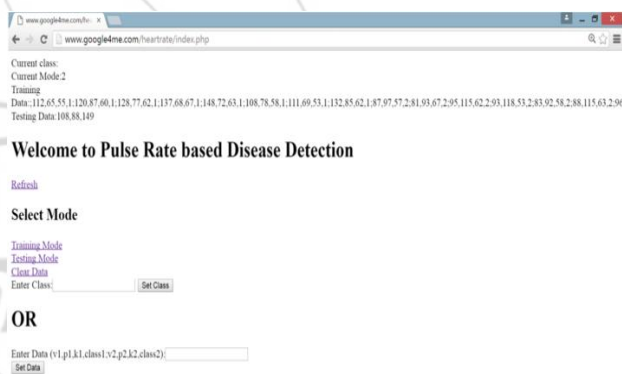 www.google4me.com/he
www.google4me.com/heartrate/index.php
Current class:
Current Mode:2
Training
Data:;112,65,55,1:120,87,60,1:128,77,62,1:137,68,67,1:148,72,63,1:108,78,58,1:111,69,53,1:132,85,62,1:87,97,57,2:81,93,67,2:95,115,62,2:93,118,53,2:83,92,58,2:88,115,63,2:96
Testing Data:108,88,149
Welcome to Pulse Rate based Disease Detection
Refresh
Select Mode
Training Mode
Testing Mode
Clear Data
Enter Class: Set Class
OR
Enter Data (v1,p1,k1,class1;v2,p2,k2,class2):
Set Data